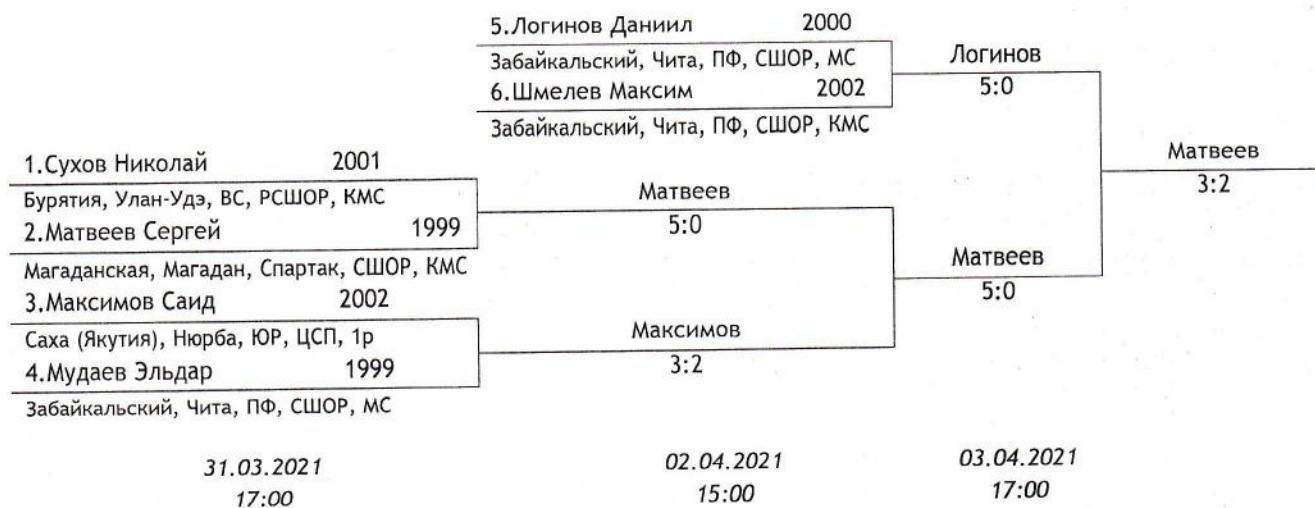 5.Логинов Даниил 2000
Забайкальский, Чита, ПФ, СШОР, МС
6.Шмелев Максим 2002
Забайкальский, Чита, ПФ, СШОР, КМС
Логинов
5:0
1.Сухов Николай 2001
Бурятия, Улан-Удэ, ВС, РСШОР, КМС
2.Матвеев Сергей 1999
Магаданская, Магадан, Спартак, СШОР, КМС
3.Максимов Саид 2002
Саха (Якутия), Нюрба, ЮР, ЦСП, 1р
4.Мудаев Эльдар 1999
Забайкальский, Чита, ПФ, СШОР, МС
Матвеев
5:0
Максимов
3:2
Матвеев
5:0
Матвеев
3:2
31.03.2021
17:00
02.04.2021
15:00
03.04.2021
17:00